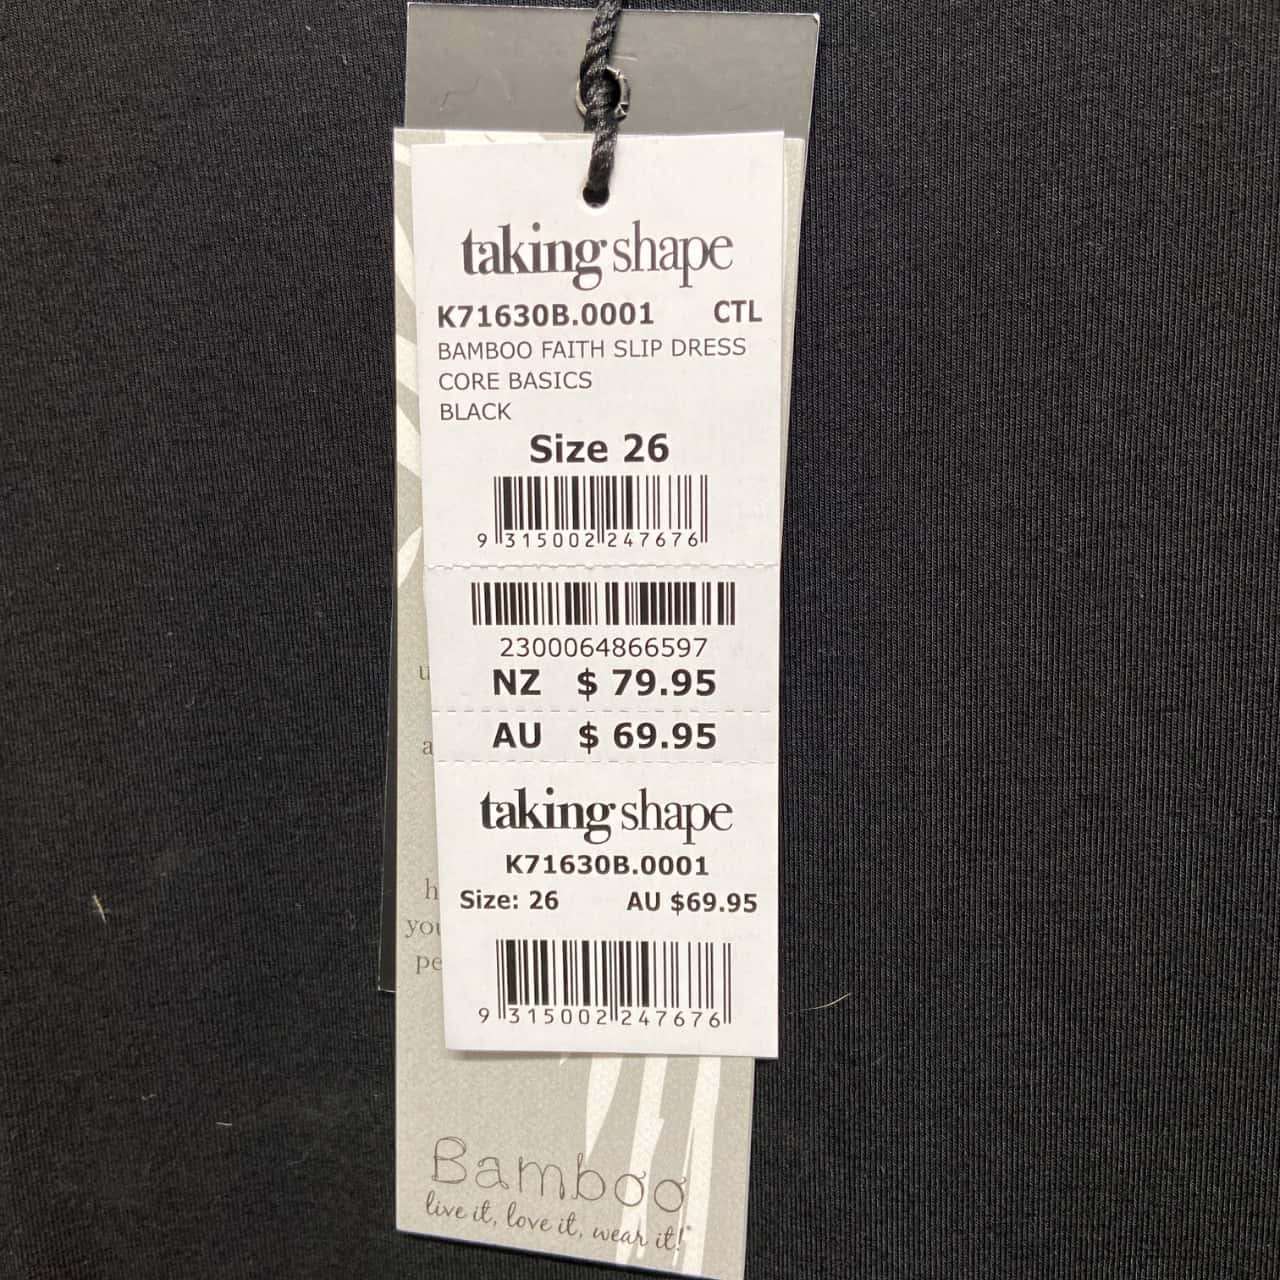 taking shape
K71630B.0001 CTL
BAMBOO FAITH SLIP DRESS
CORE BASICS
BLACK
Size 26
9 315002 247676
2300064866597
NZ $ 79.95
AU $ 69.95
taking shape
K71630B.0001
Size: 26 AU $69.95
9 315002 247676
Bamboo
live it, love it, wear it!